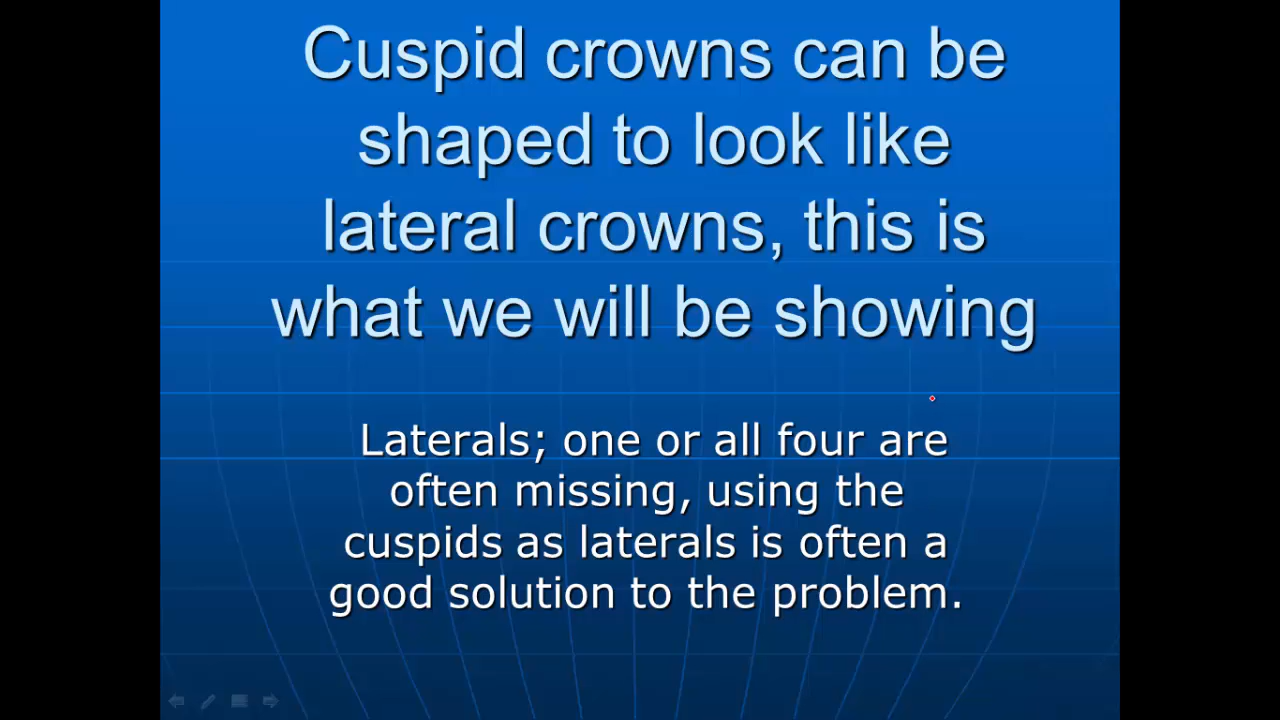 Cuspid crowns can be
shaped to look like
lateral crowns, this is
what we will be showing
Laterals; one or all four are
often missing, using the
cuspids as laterals is often a
good solution to the problem.